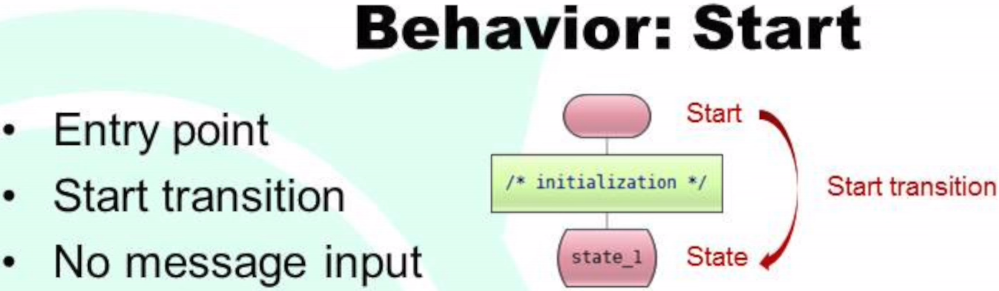 Behavior: Start
• Entry point
• Start transition
• No message input
Start
/* initialization */
Start transition
state_1
State